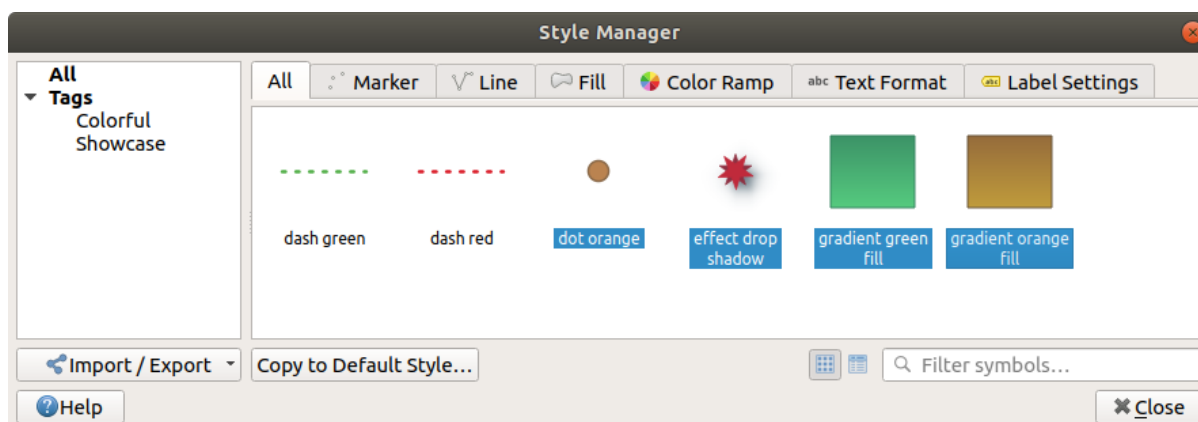 Style Manager
All
Tags
Colorful
Showcase
All
Marker
Line
Fill
Color Ramp
abc Text Format
abc Label Settings
dash green
dash red
dot orange
effect drop
shadow
gradient green
fill
gradient orange
fill
Import / Export
Copy to Default Style...
Filter symbols...
Help
Close